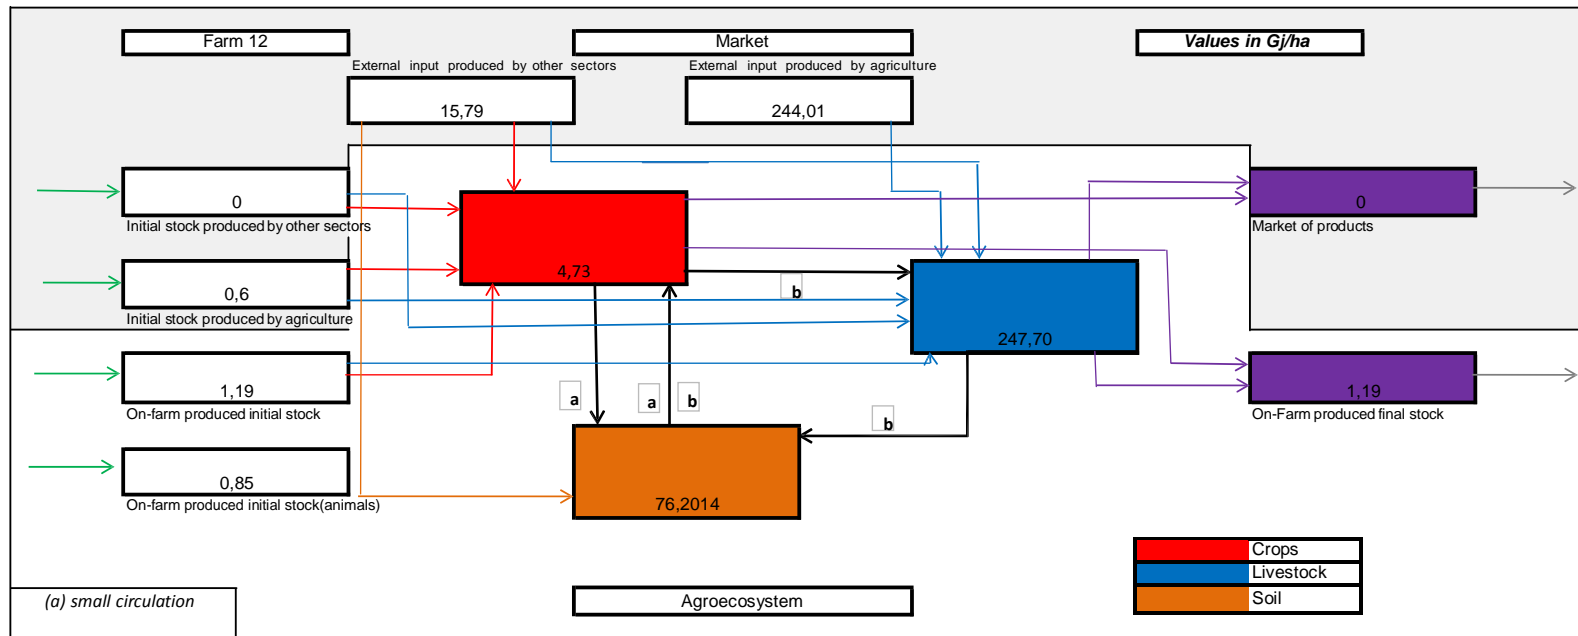 Farm 12
Market
Values in Gj/ha
External input produced by other sectors
External input produced by agriculture
15,79
244,01
0
Initial stock produced by other sectors
0
Market of products
4,73
b
0,6
Initial stock produced by agriculture
247,70
1,19
On-farm produced initial stock
a
a
b
b
1,19
On-Farm produced final stock
0,85
On-farm produced initial stock(animals)
76,2014
Crops
Livestock
Soil
(a) small circulation
Agroecosystem